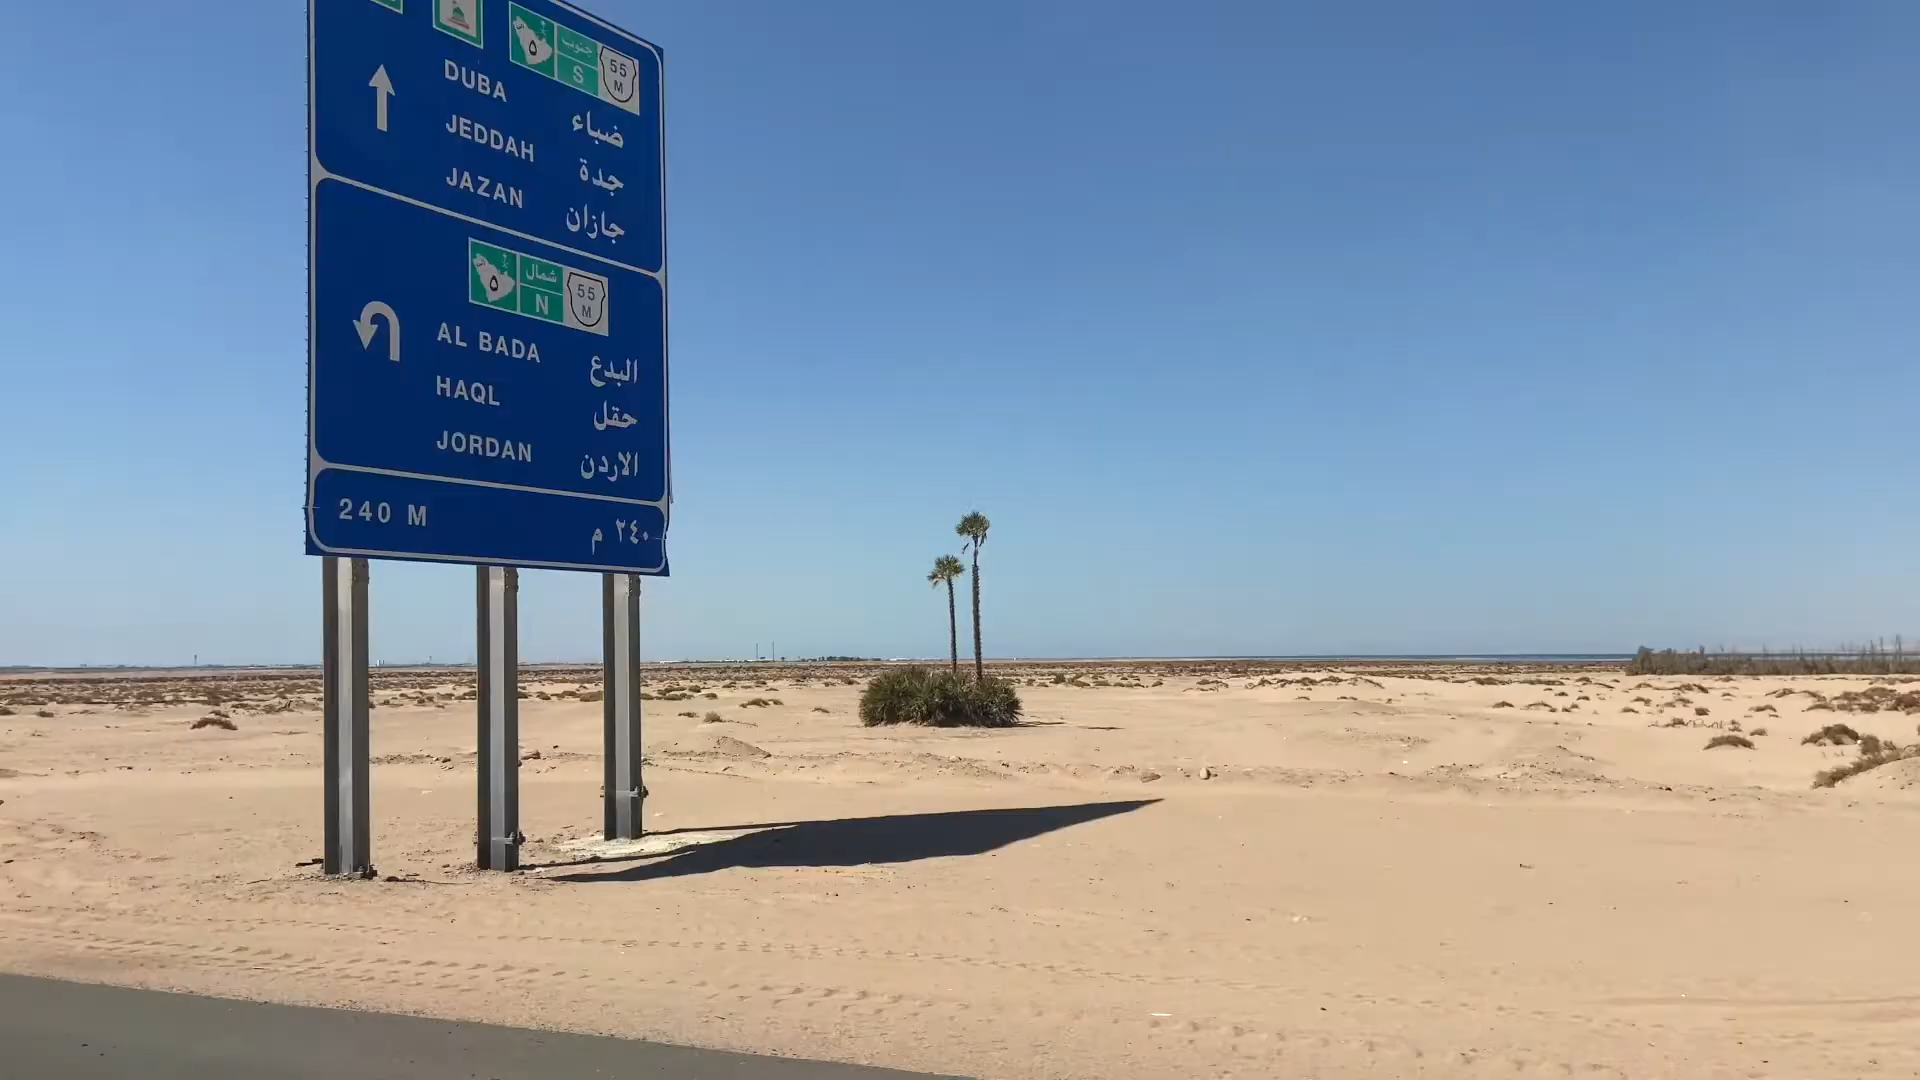 ٥ جنوب S 55 M
DUBA ضباء
JEDDAH جدة
JAZAN جازان
٥ شمال N 55 M
AL BADA البدع
HAQL حقل
JORDAN الاردن
240 M ٢٤٠ م